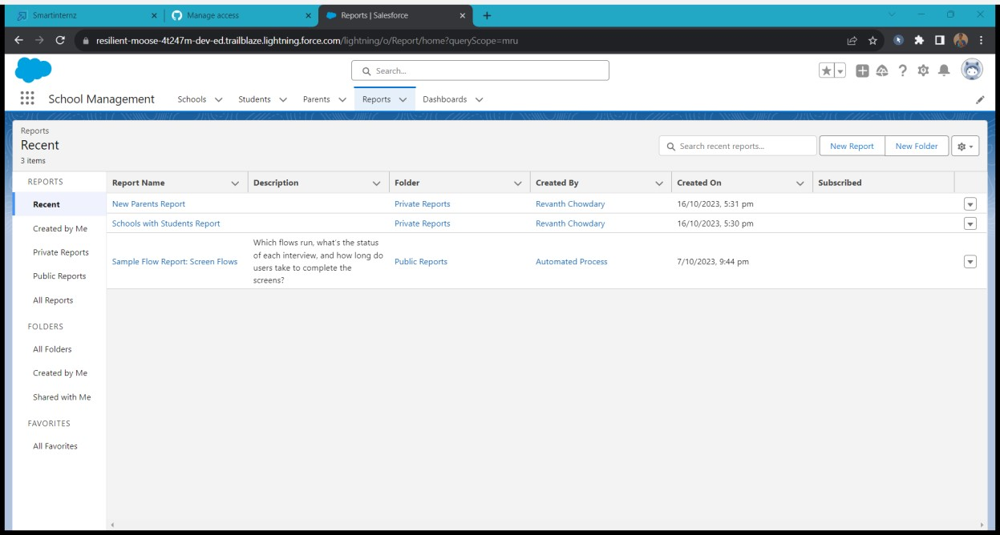 Smartinternz
Manage access
Reports | Salesforce
resilient-moose-4t247m-dev-ed.trailblaze.lightning.force.com/lightning/o/Report/home?queryScope=mru
Search...
School Management
Schools
Students
Parents
Reports
Dashboards
Reports
Recent
3 items
Search recent reports...
New Report
New Folder
REPORTS
Recent
Created by Me
Private Reports
Public Reports
All Reports
FOLDERS
All Folders
Created by Me
Shared with Me
FAVORITES
All Favorites
Report Name Description Folder Created By Created On Subscribed
New Parents Report Private Reports Revanth Chowdary 16/10/2023, 5:31 pm
Schools with Students Report Private Reports Revanth Chowdary 16/10/2023, 5:30 pm
Which flows run, what's the status
of each interview, and how long do
Sample Flow Report: Screen Flows Public Reports Automated Process 7/10/2023, 9:44 pm
users take to complete the
screens?